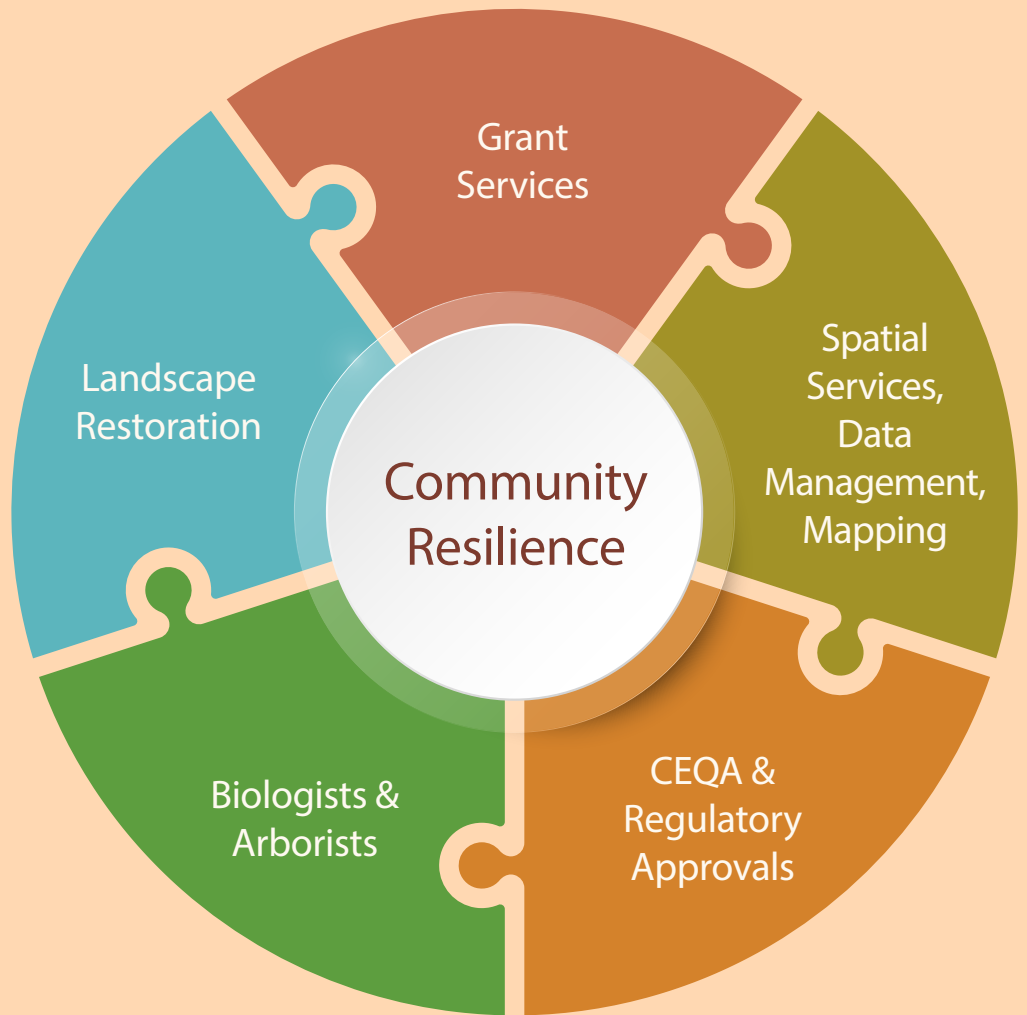 Grant
Services
Spatial
Services,
Data
Management,
Mapping
CEQA &
Regulatory
Approvals
Biologists &
Arborists
Landscape
Restoration
Community
Resilience